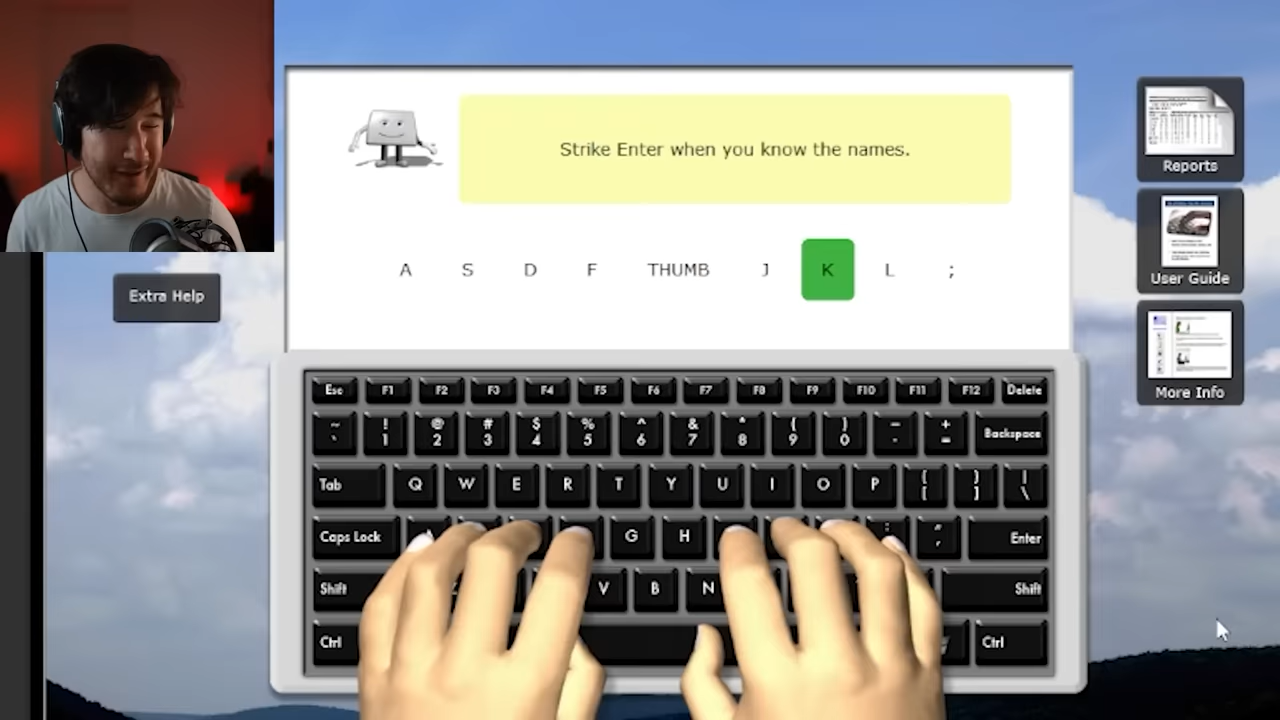 Strike Enter when you know the names.
A S D F THUMB J K L ;
Extra Help
Reports
User Guide
More Info
Esc F1 F2 F3 F4 F5 F6 F7 F8 F9 F10 F11 F12 Delete
~ ! @ # $ % ^ & * ( ) _ +
` 1 2 3 4 5 6 7 8 9 0 - = Backspace
Tab Q W E R T Y U I O P { [ } ] | \
Caps Lock G H : " ' Enter
Shift V B N Shift
Ctrl Ctrl